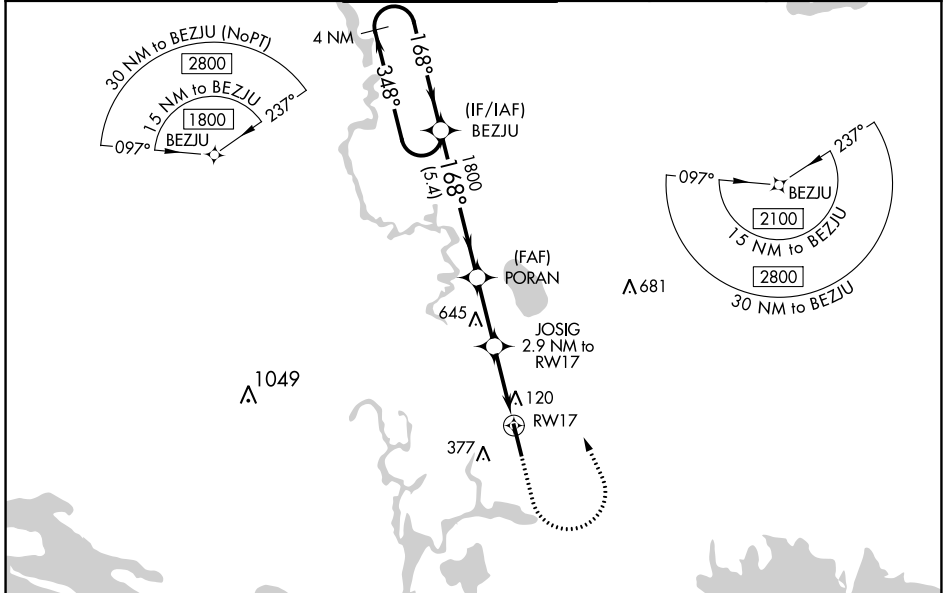 4 NM
168°
348°
30 NM to BEZJU (NoPT)
2800
15 NM to BEZJU
1800
BEZJU
097°
237°
(IF/IAF)
BEZJU
1800
168°
(5.4)
097°
237°
BEZJU
2100
15 NM to BEZJU
2800
30 NM to BEZJU
(FAF)
PORAN
681
645
JOSIG
2.9 NM to
RW17
1049
120
RW17
377